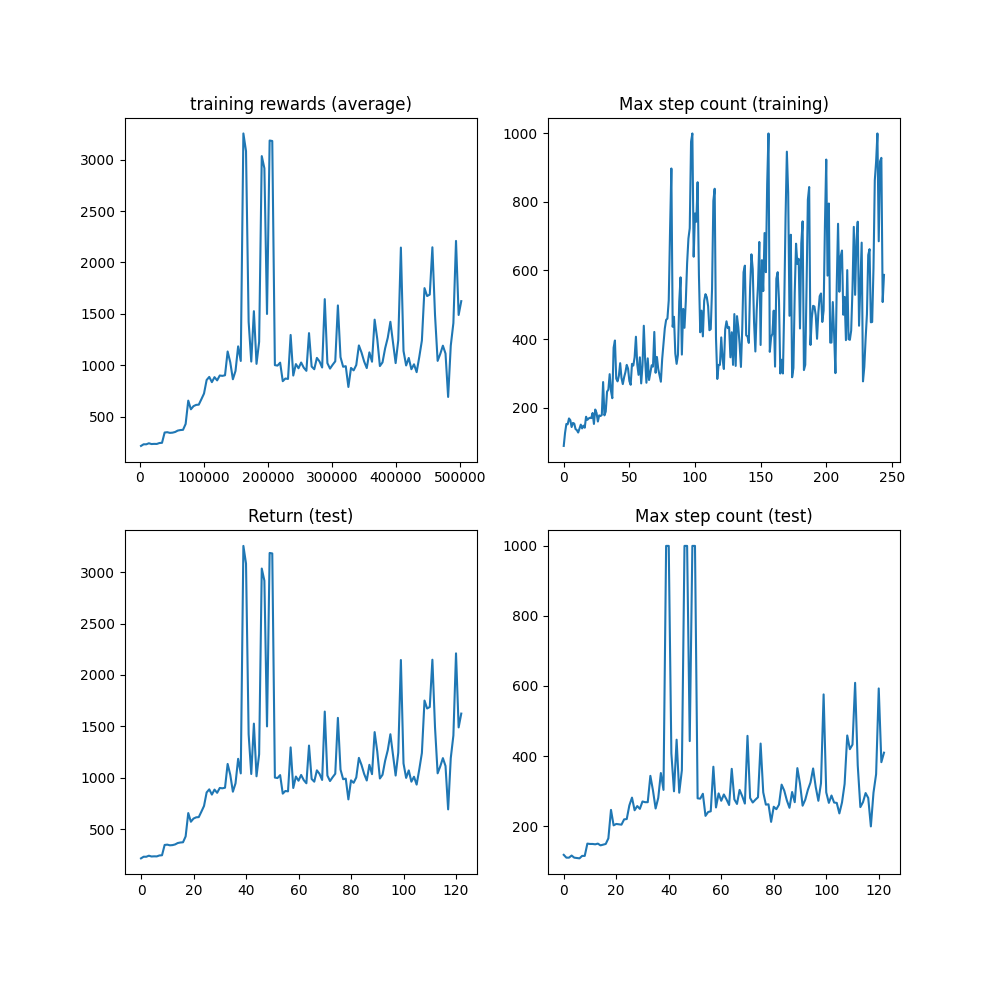 training rewards (average)
3000
2500
2000
1500
1000
500
0 100000 200000 300000 400000 500000
Max step count (training)
1000
800
600
400
200
0 50 100 150 200 250
Return (test)
3000
2500
2000
1500
1000
500
0 20 40 60 80 100 120
Max step count (test)
1000
800
600
400
200
0 20 40 60 80 100 120